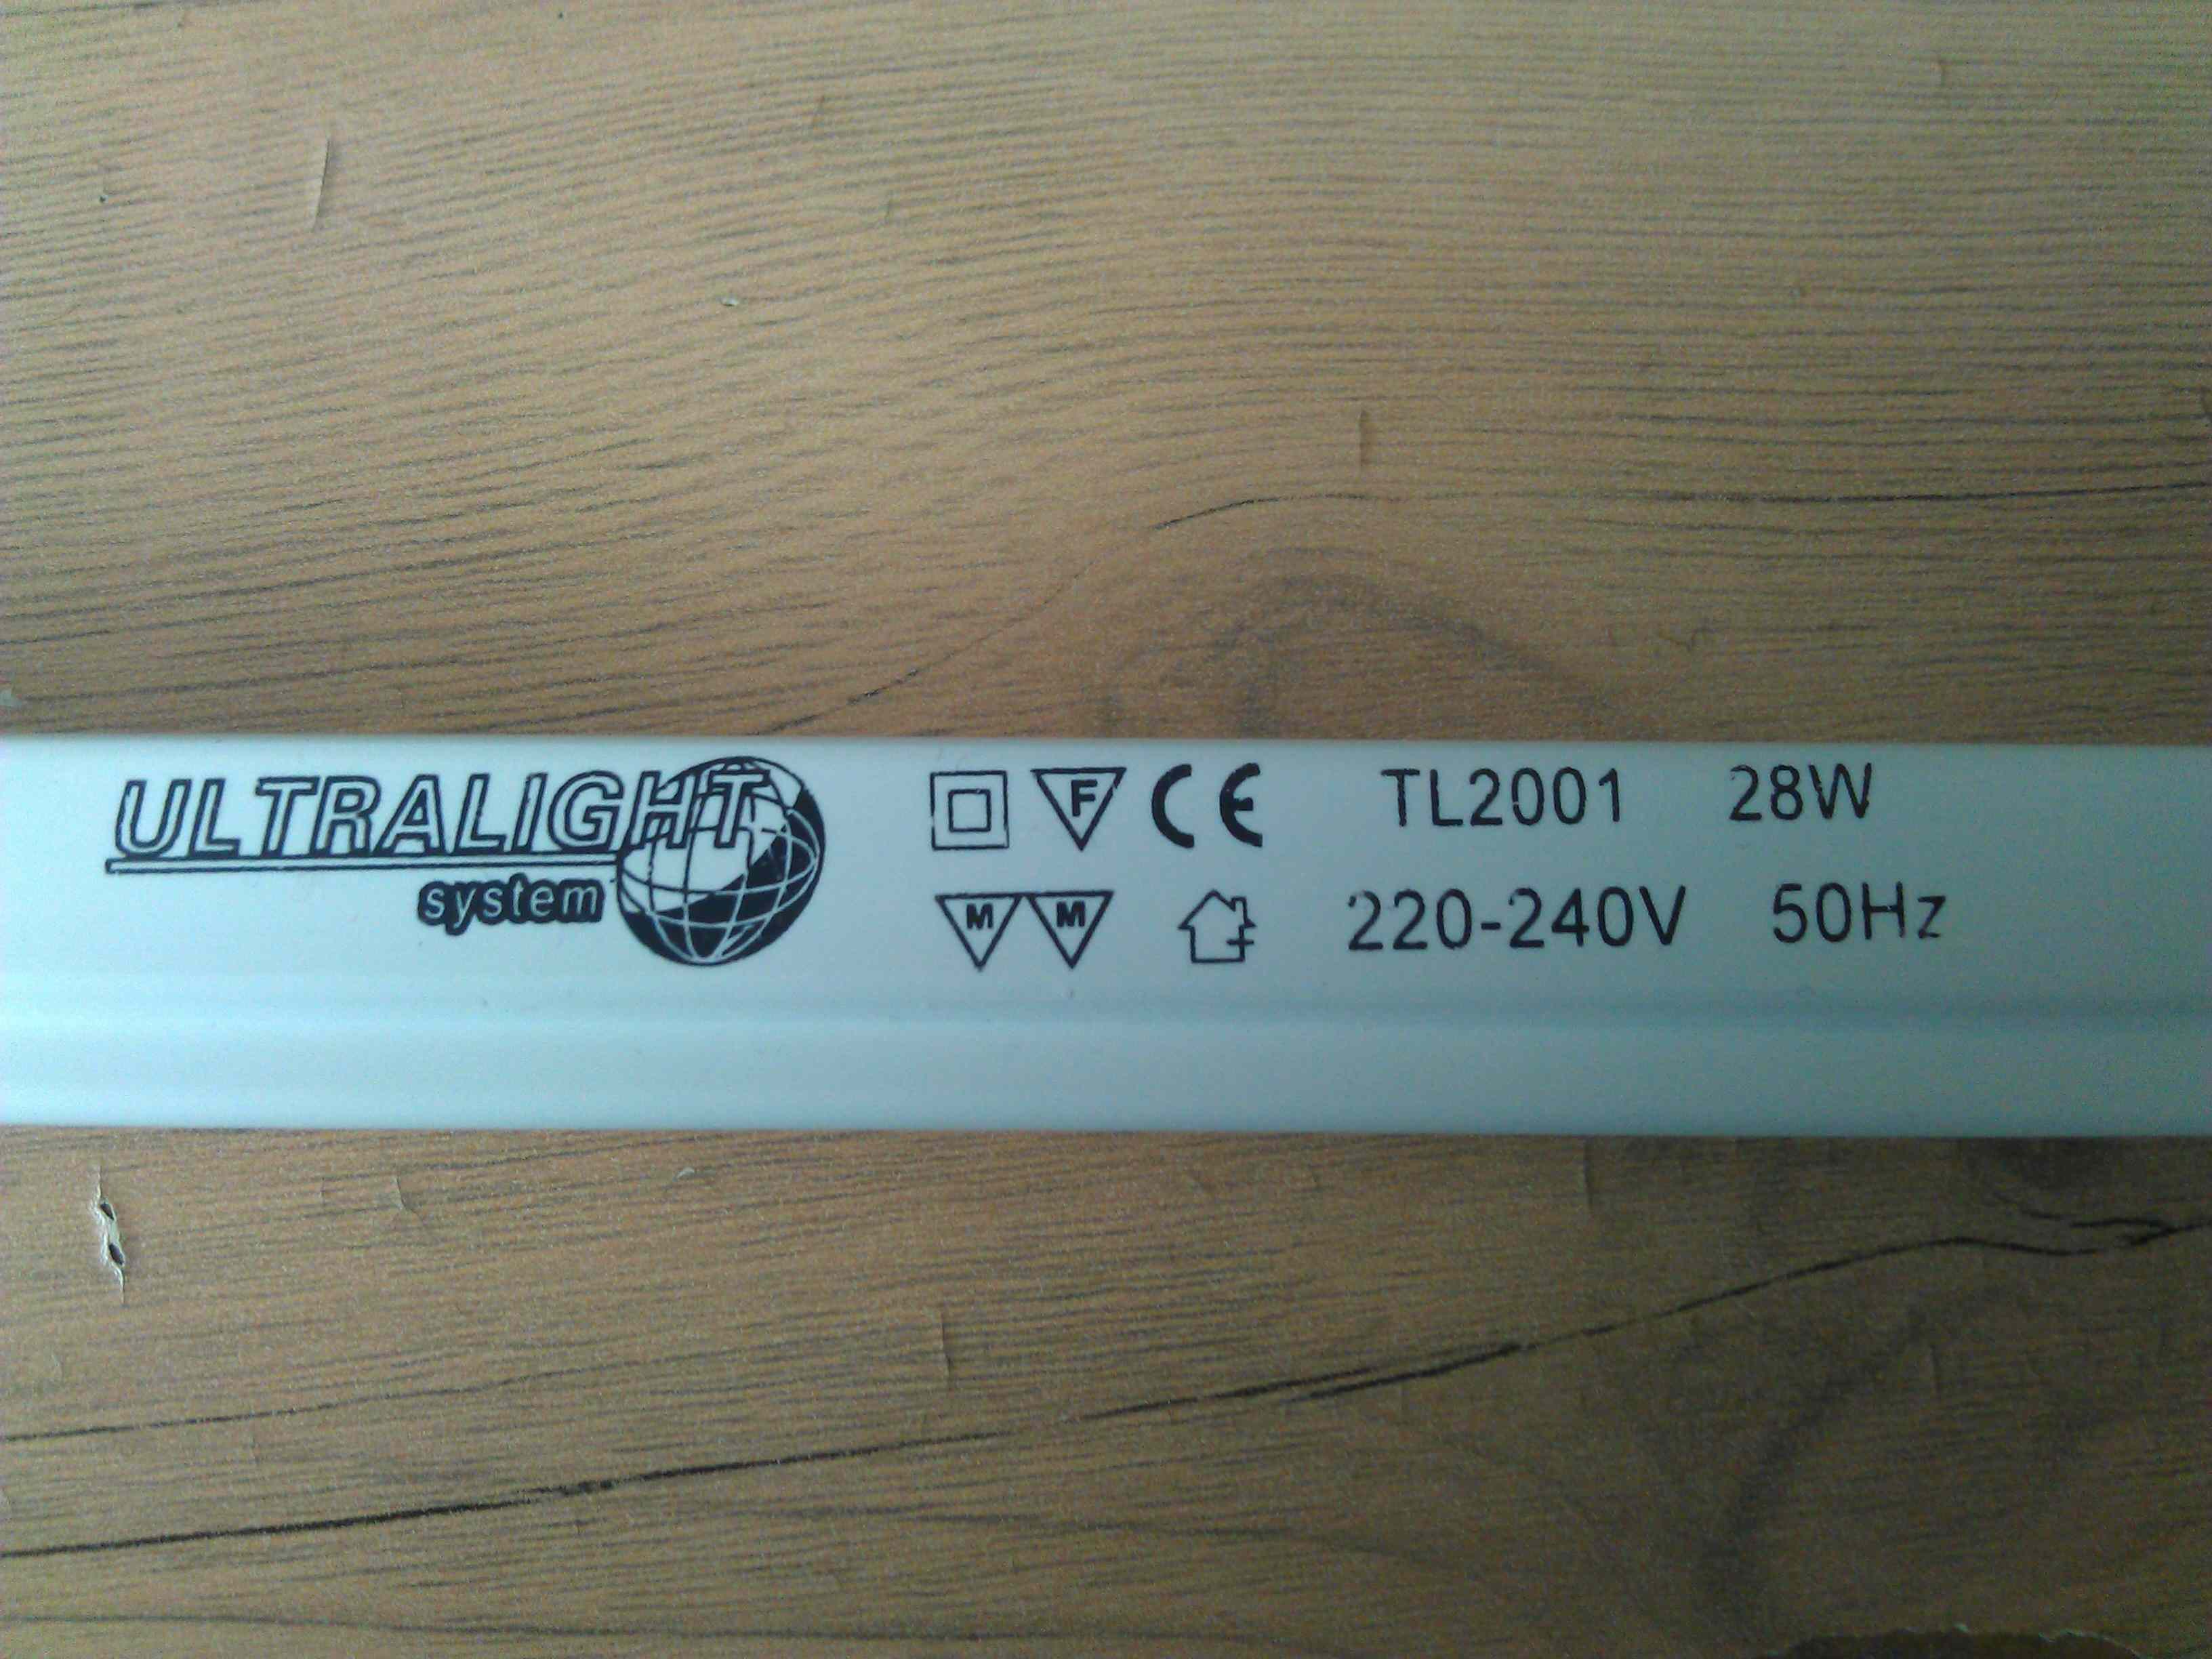 ULTRALIGHT
system
F CE TL2001 28W
M M 220-240V 50Hz